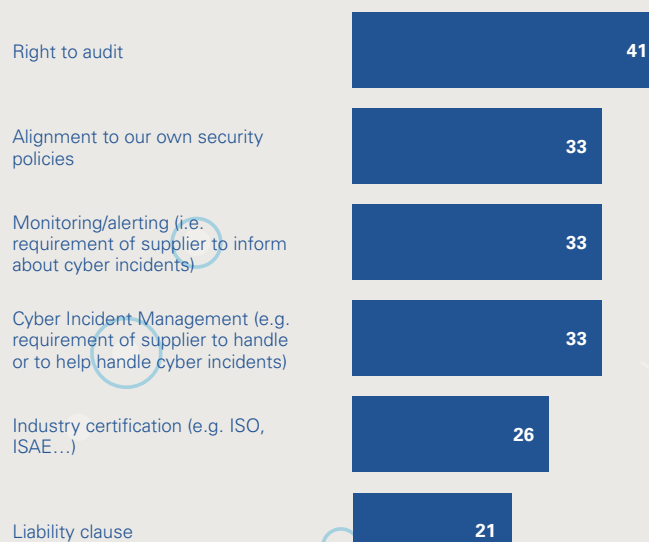 Right to audit
41
Alignment to our own security
policies
33
Monitoring/alerting (i.e.
requirement of supplier to inform
about cyber incidents)
33
Cyber Incident Management (e.g.
requirement of supplier to handle
or to help handle cyber incidents)
33
Industry certification (e.g. ISO,
ISAE…)
26
Liability clause
21